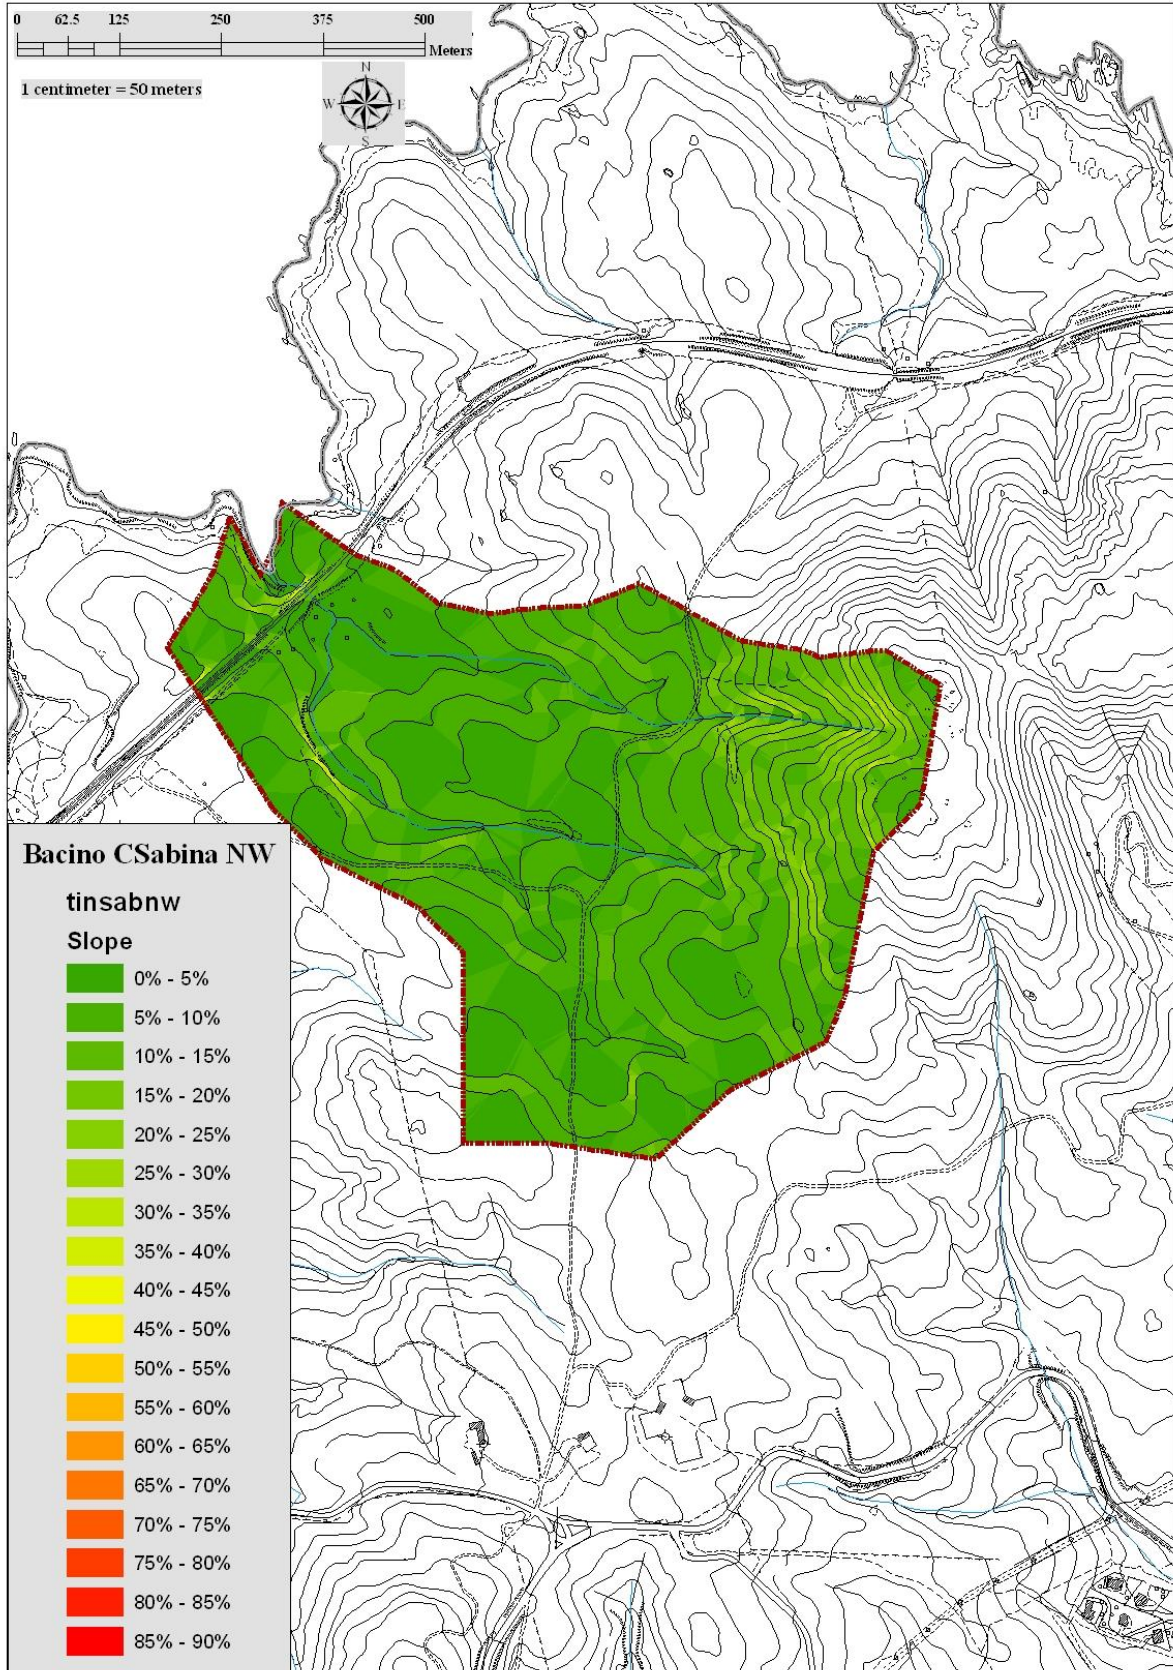 0 62.5 125 250 375 500
Meters
1 centimeter = 50 meters
N
W E
S
Bacino CSabina NW
tinsabnw
Slope
0% - 5%
5% - 10%
10% - 15%
15% - 20%
20% - 25%
25% - 30%
30% - 35%
35% - 40%
40% - 45%
45% - 50%
50% - 55%
55% - 60%
60% - 65%
65% - 70%
70% - 75%
75% - 80%
80% - 85%
85% - 90%